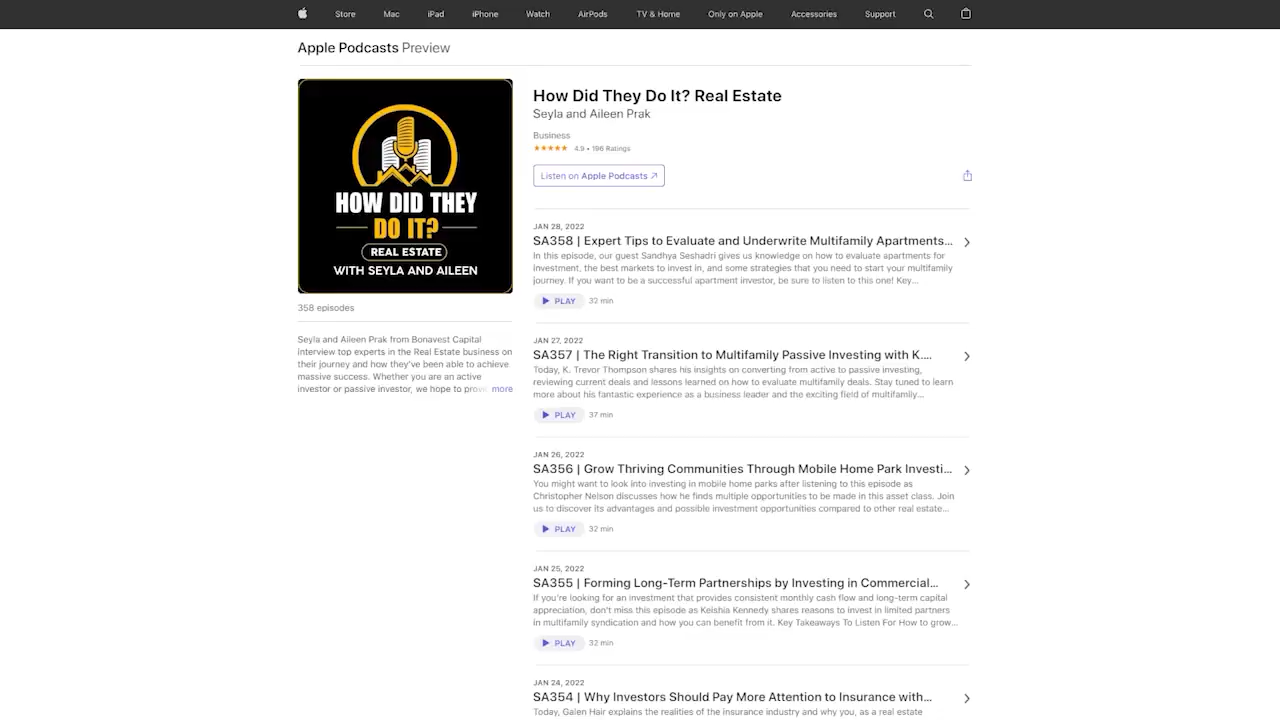 Store Mac iPad iPhone Watch AirPods TV & Home Only on Apple Accessories Support
Apple Podcasts Preview
HOW DID THEY
DO IT?
REAL ESTATE
WITH SEYLA AND AILEEN
358 episodes
Seyla and Aileen Prak from Bonavest Capital
interview top experts in the Real Estate business on
their journey and how they've been able to achieve
massive success. Whether you are an active
investor or passive investor, we hope to provi more
How Did They Do It? Real Estate
Seyla and Aileen Prak
Business
★★★★★ 4.9 • 196 Ratings
Listen on Apple Podcasts ↗
JAN 28, 2022
SA358 | Expert Tips to Evaluate and Underwrite Multifamily Apartments...
In this episode, our guest Sandhya Seshadri gives us knowledge on how to evaluate apartments for
investment, the best markets to invest in, and some strategies that you need to start your multifamily
journey. If you want to be a successful apartment investor, be sure to listen to this one! Key...
PLAY 32 min
JAN 27, 2022
SA357 | The Right Transition to Multifamily Passive Investing with K....
Today, K. Trevor Thompson shares his insights on converting from active to passive investing,
reviewing current deals and lessons learned on how to evaluate multifamily deals. Stay tuned to learn
more about his fantastic experience as a business leader and the exciting field of multifamily...
PLAY 37 min
JAN 26, 2022
SA356 | Grow Thriving Communities Through Mobile Home Park Investi...
You might want to look into investing in mobile home parks after listening to this episode as
Christopher Nelson discusses how he finds multiple opportunities to be made in this asset class. Join
us to discover its advantages and possible investment opportunities compared to other real estate...
PLAY 32 min
JAN 25, 2022
SA355 | Forming Long-Term Partnerships by Investing in Commercial...
If you're looking for an investment that provides consistent monthly cash flow and long-term capital
appreciation, don't miss this episode as Keishia Kennedy shares reasons to invest in limited partners
in multifamily syndication and how you can benefit from it. Key Takeaways To Listen For How to grow...
PLAY 32 min
JAN 24, 2022
SA354 | Why Investors Should Pay More Attention to Insurance with...
Today, Galen Hair explains the realities of the insurance industry and why you, as a real estate